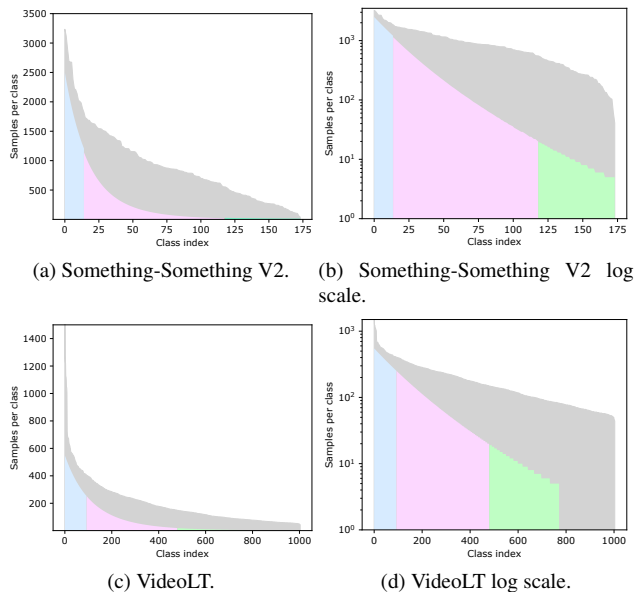 3500
3000
2500
2000
1500
1000
500
Samples per class
0 25 50 75 100 125 150 175
Class index
(a) Something-Something V2.
10³
10²
10¹
10⁰
Samples per class
0 25 50 75 100 125 150 175
Class index
(b) Something-Something V2 log
scale.
1400
1200
1000
800
600
400
200
Samples per class
0 200 400 600 800 1000
Class index
(c) VideoLT.
10³
10²
10¹
10⁰
Samples per class
0 200 400 600 800 1000
Class index
(d) VideoLT log scale.